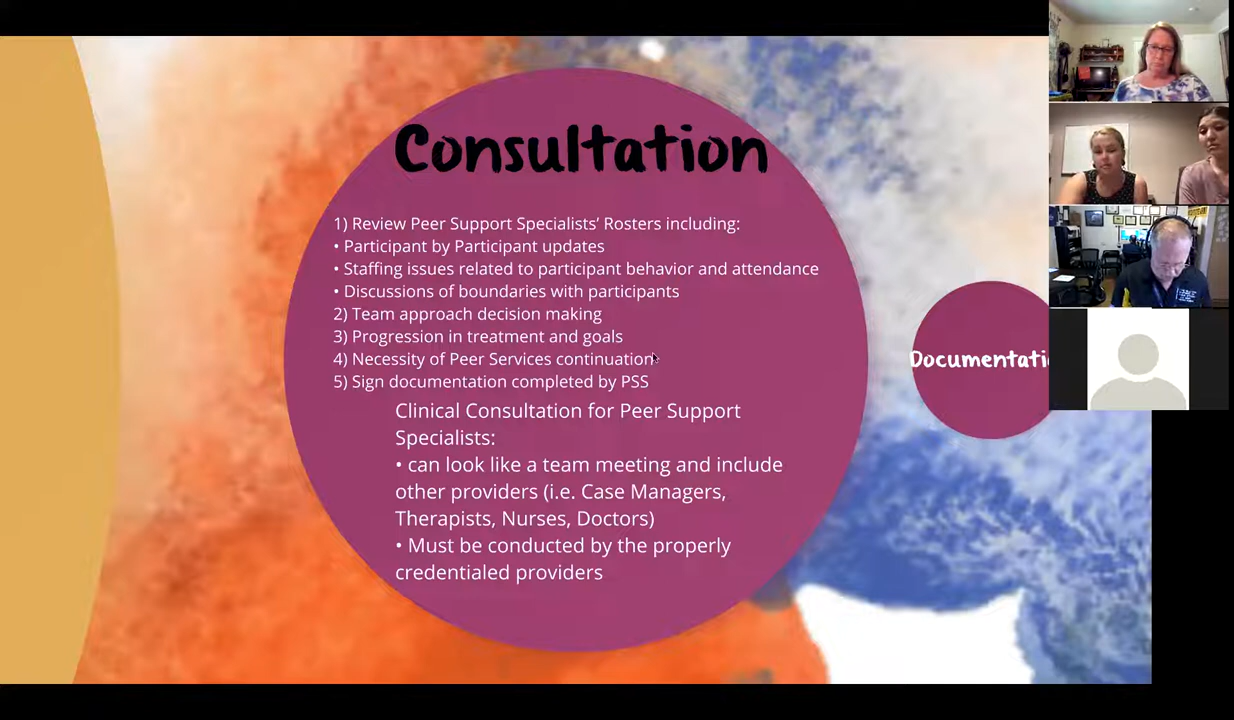 Consultation
1) Review Peer Support Specialists’ Rosters including:
• Participant by Participant updates
• Staffing issues related to participant behavior and attendance
• Discussions of boundaries with participants
2) Team approach decision making
3) Progression in treatment and goals
4) Necessity of Peer Services continuation
5) Sign documentation completed by PSS
Clinical Consultation for Peer Support
Specialists:
• can look like a team meeting and include
other providers (i.e. Case Managers,
Therapists, Nurses, Doctors)
• Must be conducted by the properly
credentialed providers
Documentati